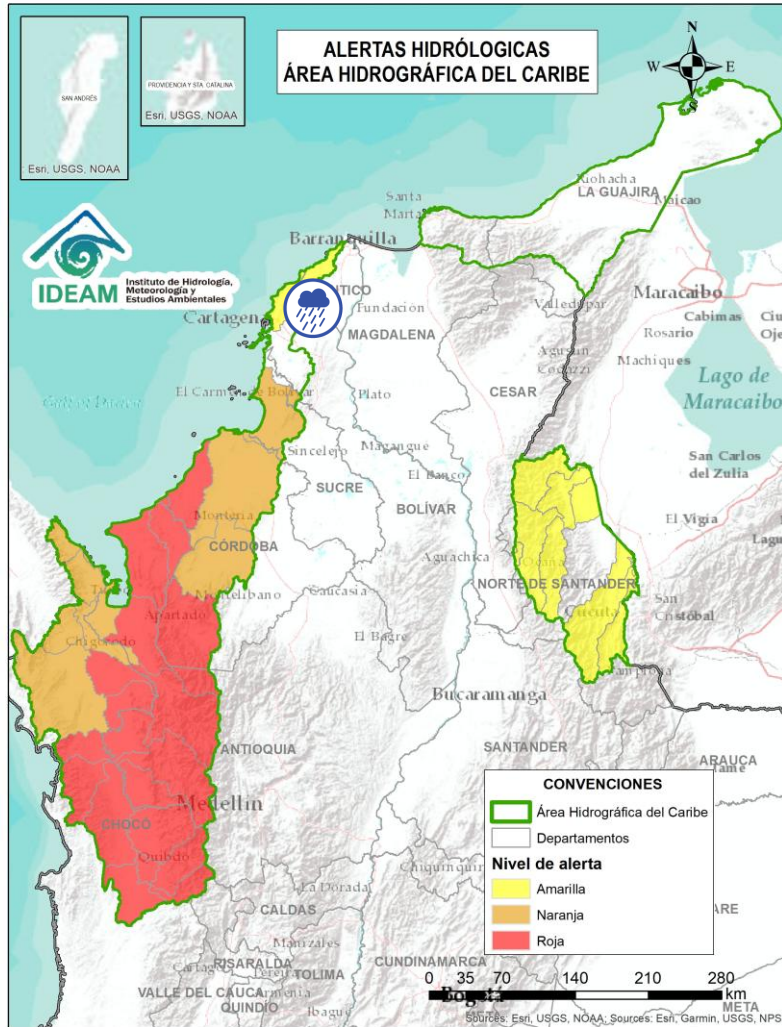 ALERTAS HIDRÓLOGICAS
ÁREA HIDROGRÁFICA DEL CARIBE
N
W
E
S
SAN ANDRÉS
PROVIDENCIA Y STA. CATALINA
Esri, USGS, NOAA
Esri, USGS, NOAA
Riohacha
LA GUAJIRA
Maicao
Santa
Marta
Barranquilla
IDEAM
Instituto de Hidrología,
Meteorología y
Estudios Ambientales
Maracaibo
Valledupar
Cabimas
Fundación
Cartagena
MAGDALENA
Rosario
Machiques
Agustín
Codazzi
CESAR
Lago de
Maracaibo
El Carmen de Bolívar
Plato
Magangué
Sincelejo
San Carlos
del Zulia
El Banco
SUCRE
BOLÍVAR
Montería
El Vigía
CÓRDOBA
Aguachica
Ocaña
NORTE DE SANTANDER
Montelíbano
Caucasia
San
Cristóbal
Apartadó
Cúcuta
Chigorodó
El Bagre
Pamplona
Bucaramanga
ANTIOQUIA
SANTANDER
ARAUCA
Medellín
CHOCÓ
Quibdó
La Dorada
CALDAS
Manizales
RISARALDA
CUNDINAMARCA
TOLIMA
VALLE DEL CAUCA
Armenia
QUINDÍO
Ibagué
Bogotá
META
CONVENCIONES
Área Hidrográfica del Caribe
Departamentos
Nivel de alerta
Amarilla
Naranja
Roja
0 35 70 140 210 280
km
Sources: Esri, USGS, NOAA; Sources: Esri, Garmin, USGS, NPS